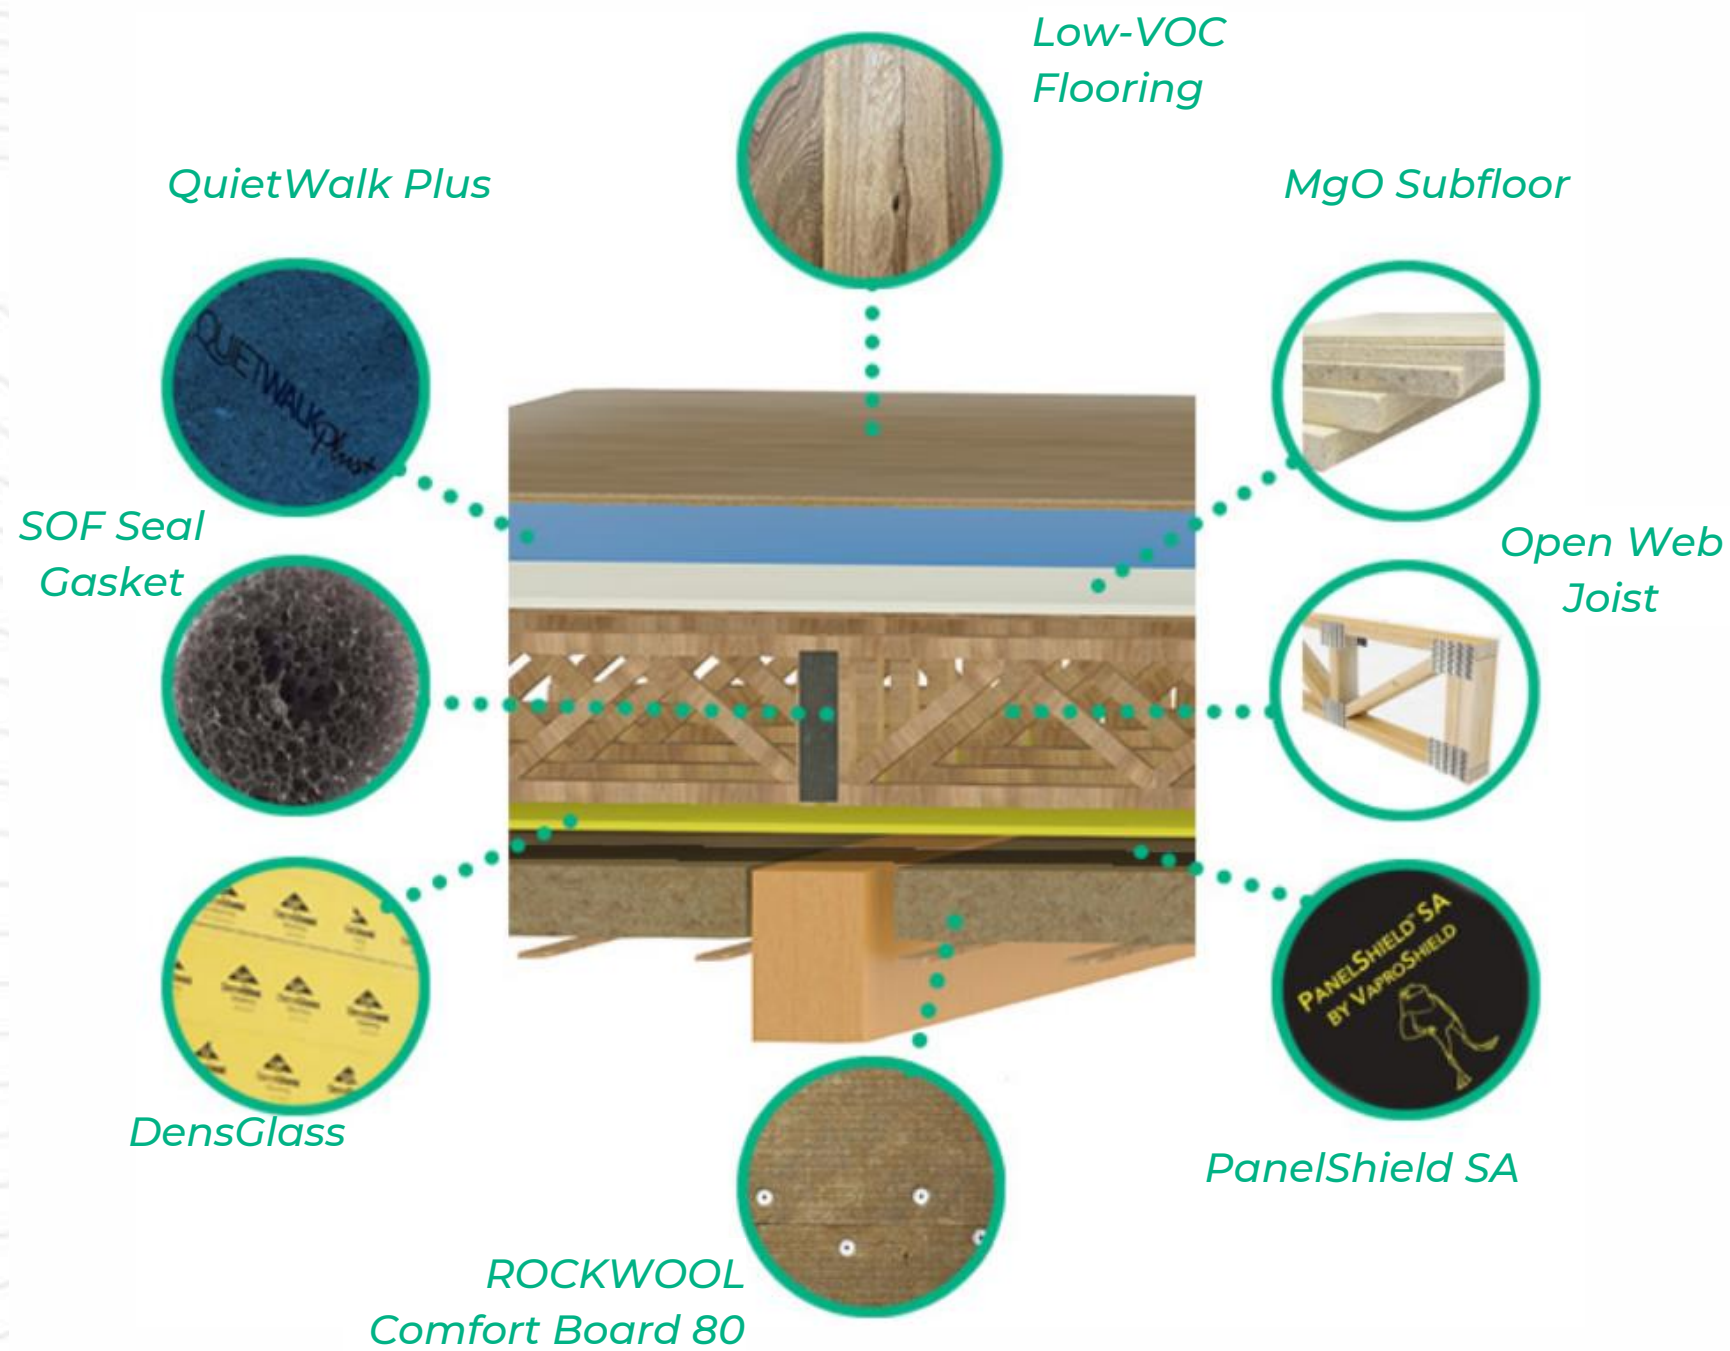 Low-VOC
Flooring
QuietWalk Plus
MgO Subfloor
QUIETWALKplus+
SOF Seal
Gasket
Open Web
Joist
PANELSHIELD SA
BY VAPROSHIELD
DensGlass
PanelShield SA
ROCKWOOL
Comfort Board 80